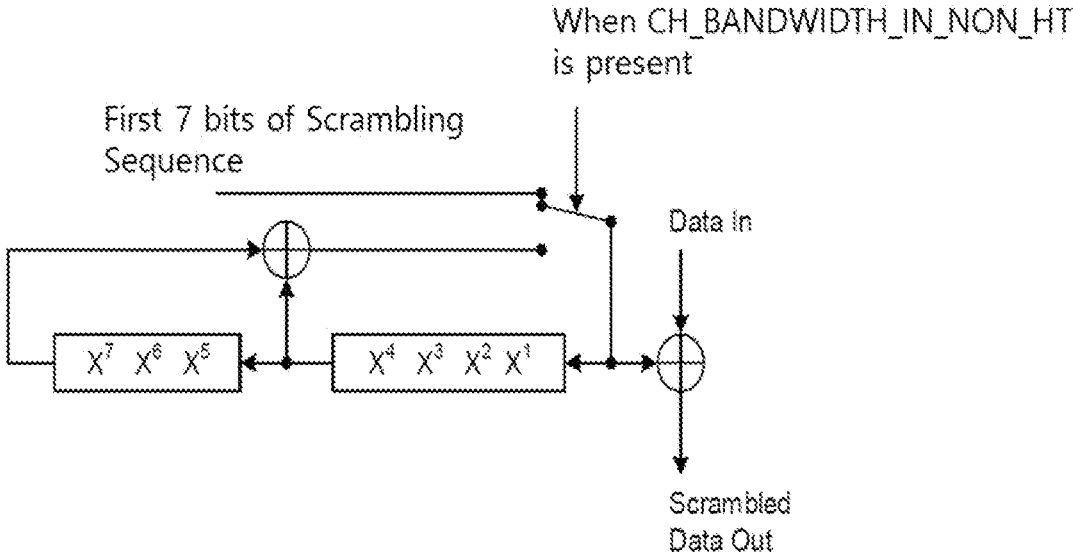 When CH_BANDWIDTH_IN_NON_HT
is present
First 7 bits of Scrambling
Sequence
Data In
X⁷ X⁶ X⁵
X⁴ X³ X² X¹
Scrambled
Data Out